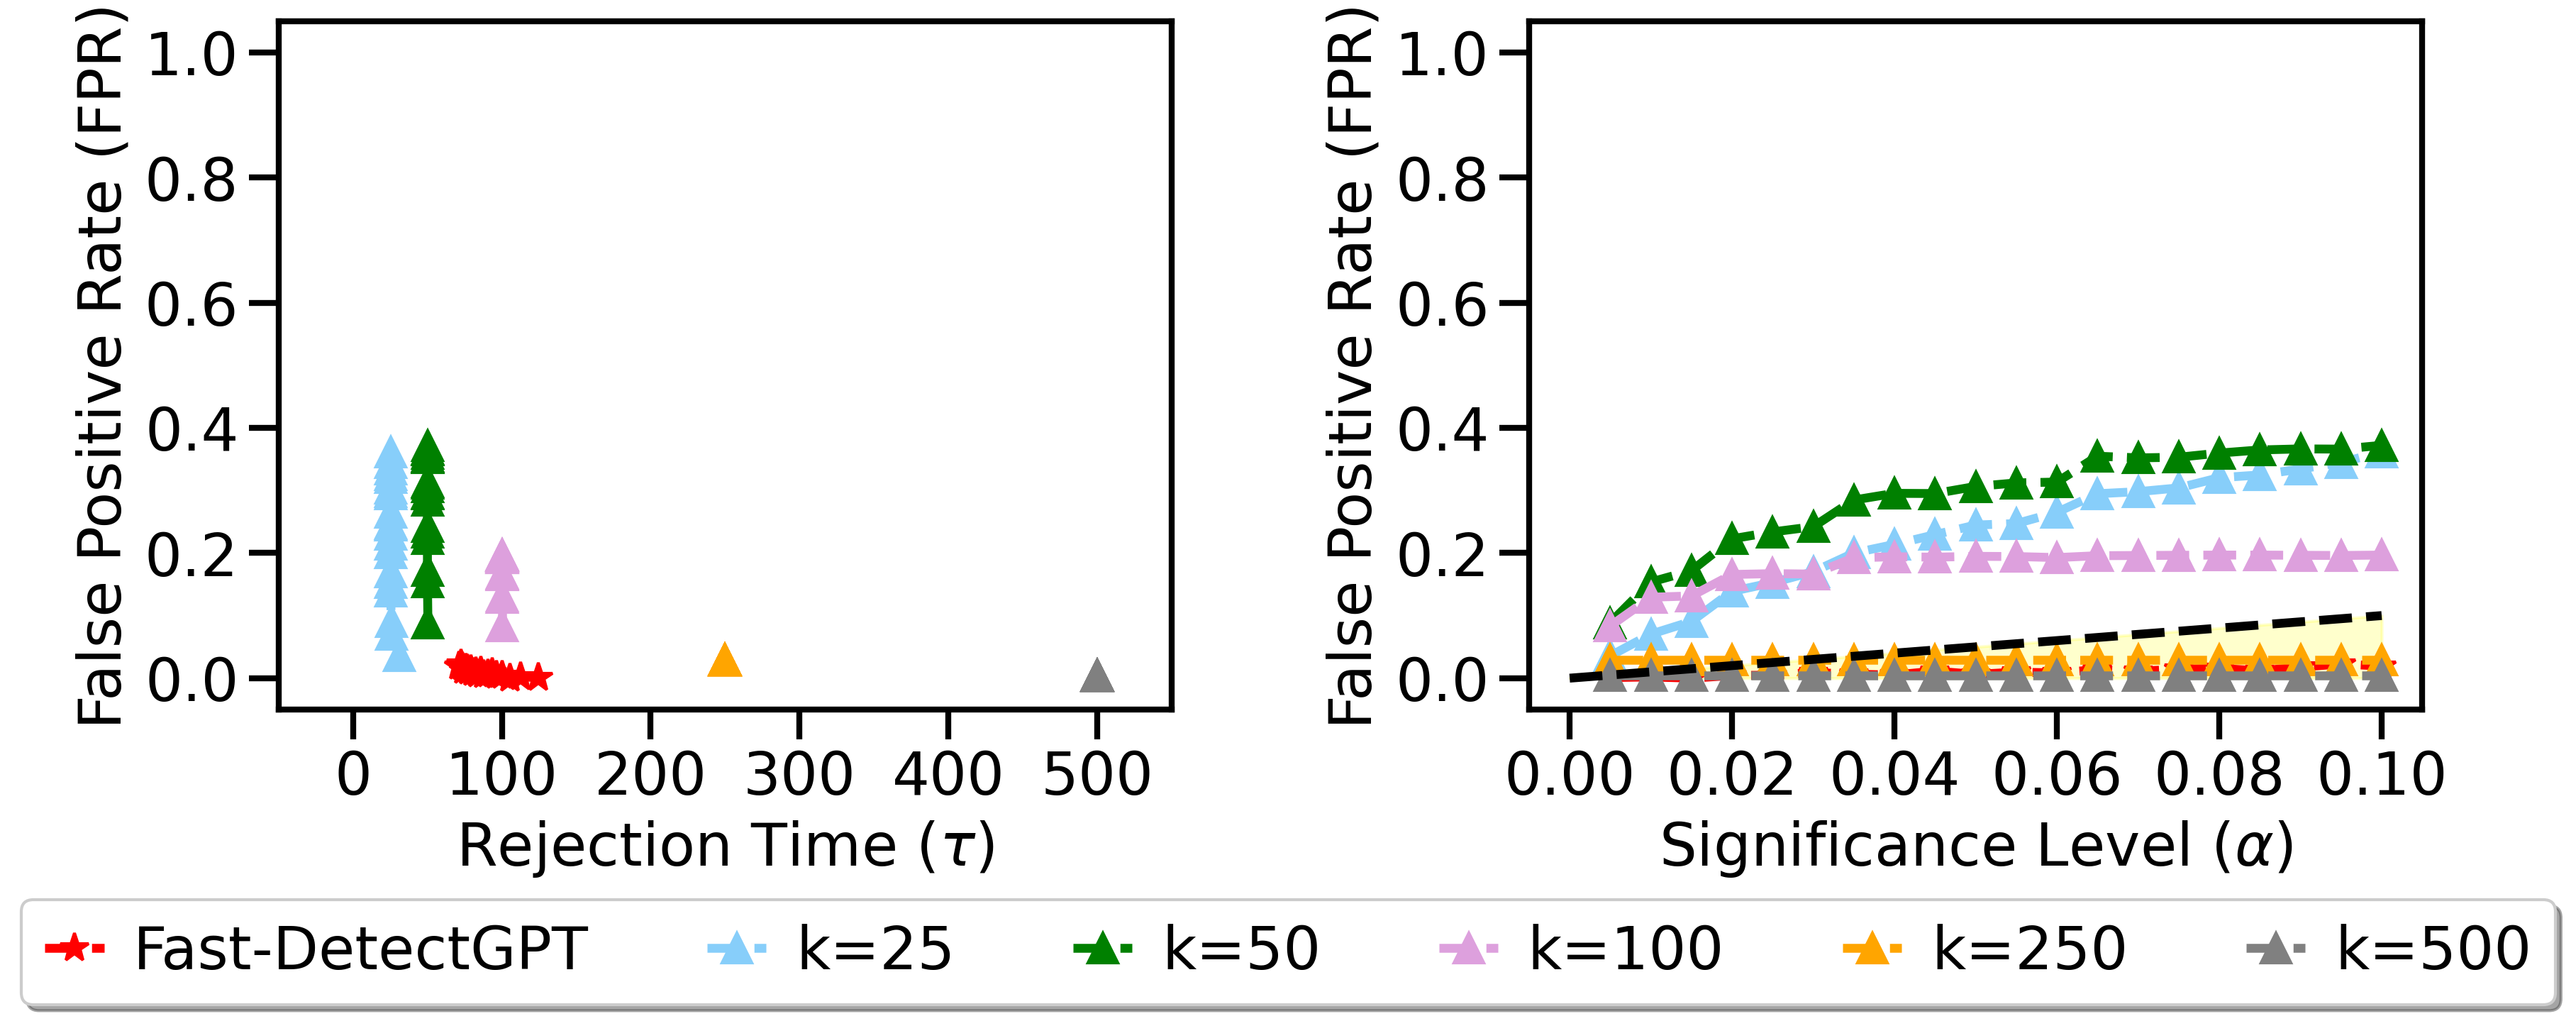 False Positive Rate (FPR)
1.0
0.8
0.6
0.4
0.2
0.0
0 100 200 300 400 500
Rejection Time (τ)
False Positive Rate (FPR)
1.0
0.8
0.6
0.4
0.2
0.0
0.00 0.02 0.04 0.06 0.08 0.10
Significance Level (α)
Fast-DetectGPT k=25 k=50 k=100 k=250 k=500